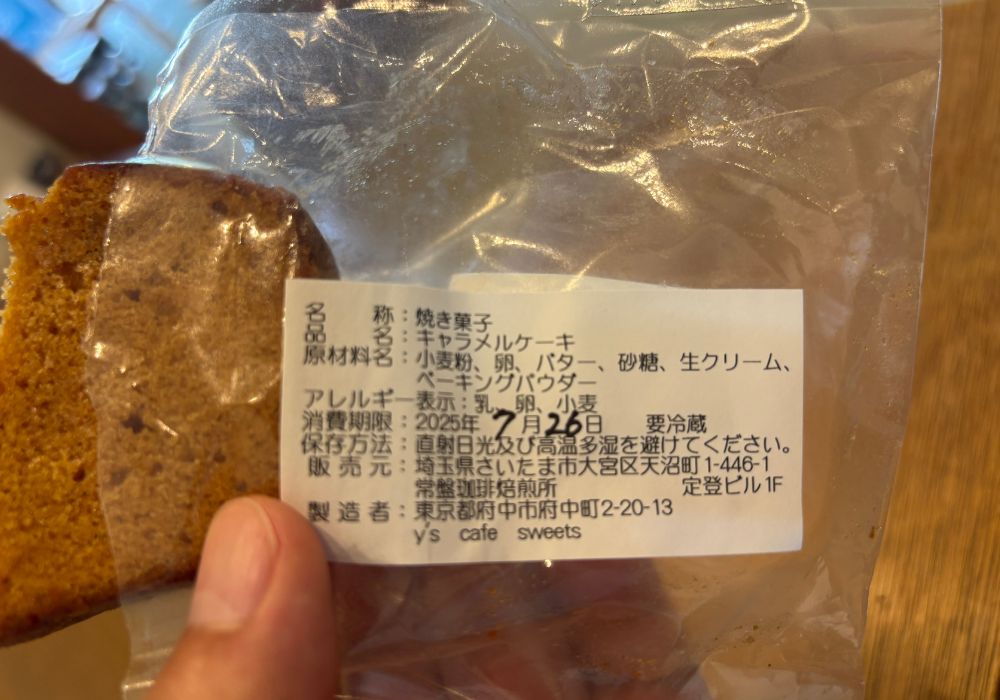 名　　称：焼き菓子
品　　名：キャラメルケーキ
原材料名：小麦粉、卵、バター、砂糖、生クリーム、
ベーキングパウダー
アレルギー表示：乳、卵、小麦
消費期限：2025年 7月26日　要冷蔵
保存方法：直射日光及び高温多湿を避けてください。
販 売 元：埼玉県さいたま市大宮区天沼町1-446-1
常盤珈琲焙煎所　定登ビル1F
製 造 者：東京都府中市府中町2-20-13
y's cafe sweets